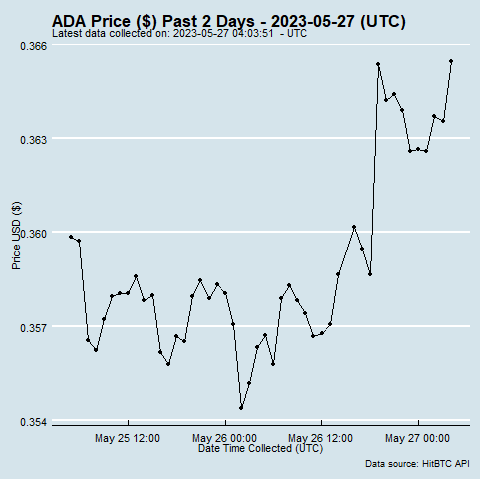 ADA Price ($) Past 2 Days - 2023-05-27 (UTC)
Latest data collected on: 2023-05-27 04:03:51 - UTC
0.366
0.363
0.360
0.357
0.354
Price USD ($)
May 25 12:00 May 26 00:00 May 26 12:00 May 27 00:00
Date Time Collected (UTC)
Data source: HitBTC API